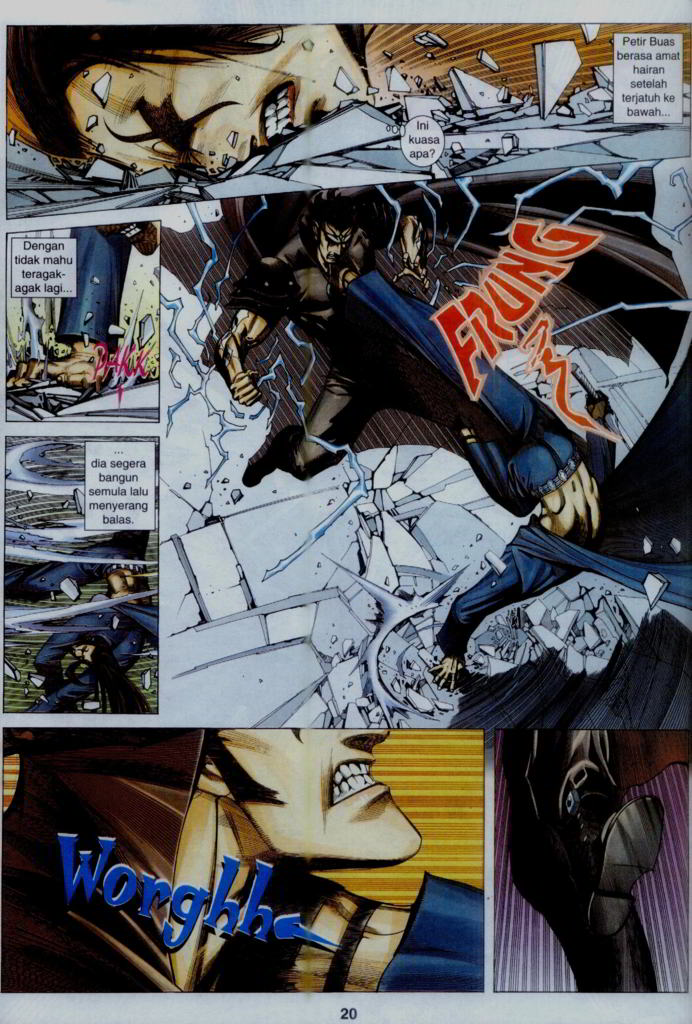 Petir Buas
berasa amat
hairan
setelah
terjatuh ke
bawah...
Ini
kuasa
apa?
Dengan
tidak mahu
teragak-
agak lagi...
PAKK
FRUNG
...
dia segera
bangun
semula lalu
menyerang
balas.
Worghh
20